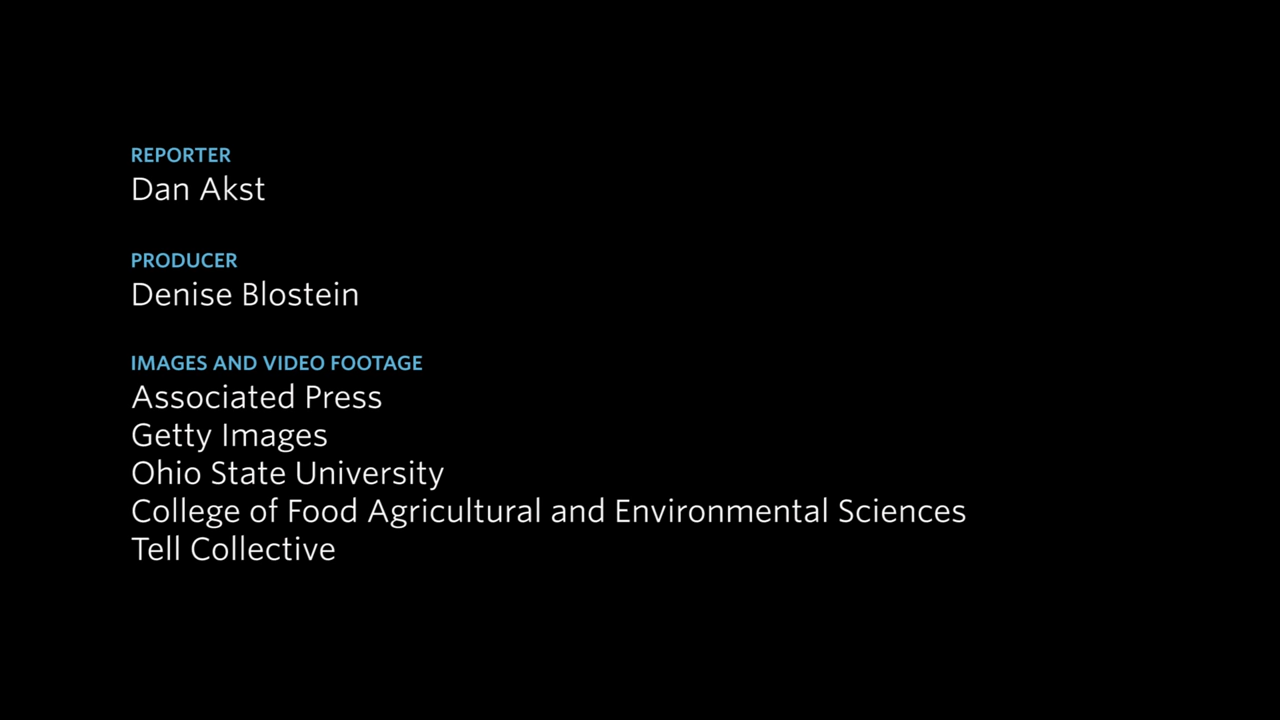 REPORTER
Dan Akst
PRODUCER
Denise Blostein
IMAGES AND VIDEO FOOTAGE
Associated Press
Getty Images
Ohio State University
College of Food Agricultural and Environmental Sciences
Tell Collective